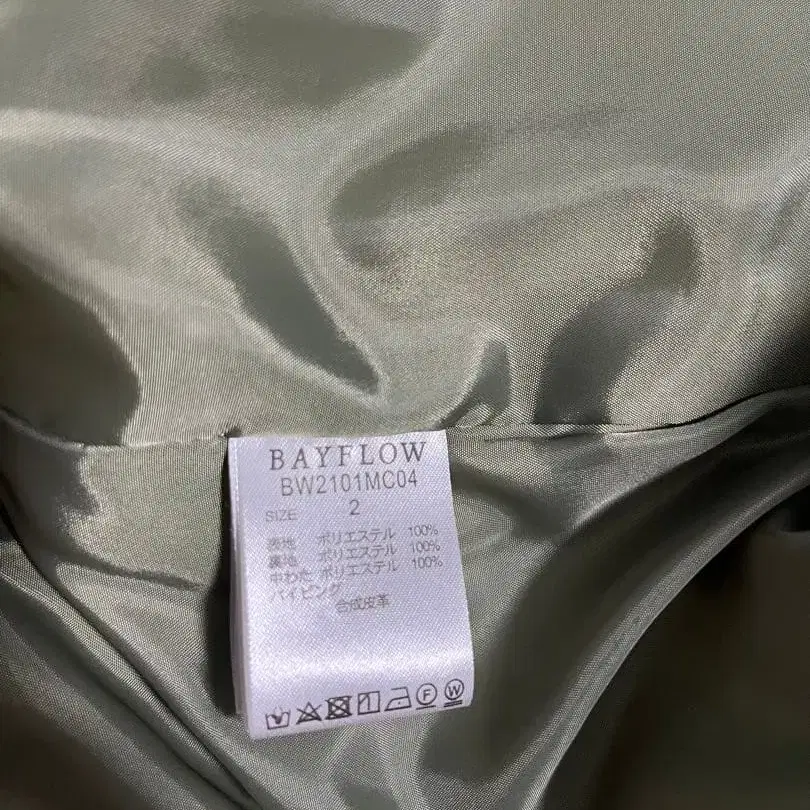 BAYFLOW
BW2101MC04
SIZE 2
表地 ポリエステル 100%
裏地 ポリエステル 100%
中わた ポリエステル 100%
パイピング
合成皮革
F W